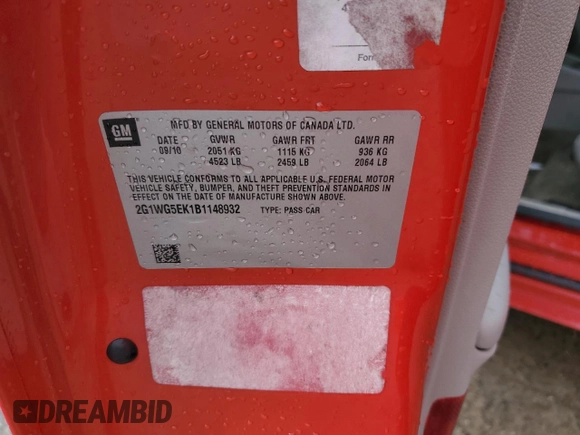 Form
GM
MFD BY GENERAL MOTORS OF CANADA LTD.
DATE GVWR GAWR FRT GAWR RR
09/10 2051 KG 1115 KG 936 KG
4523 LB 2459 LB 2064 LB
THIS VEHICLE CONFORMS TO ALL APPLICABLE U.S. FEDERAL MOTOR
VEHICLE SAFETY, BUMPER, AND THEFT PREVENTION STANDARDS IN
EFFECT ON THE DATE OF MANUFACTURE SHOWN ABOVE.
2G1WG5EK1B1148932 TYPE: PASS CAR
DREAMBID